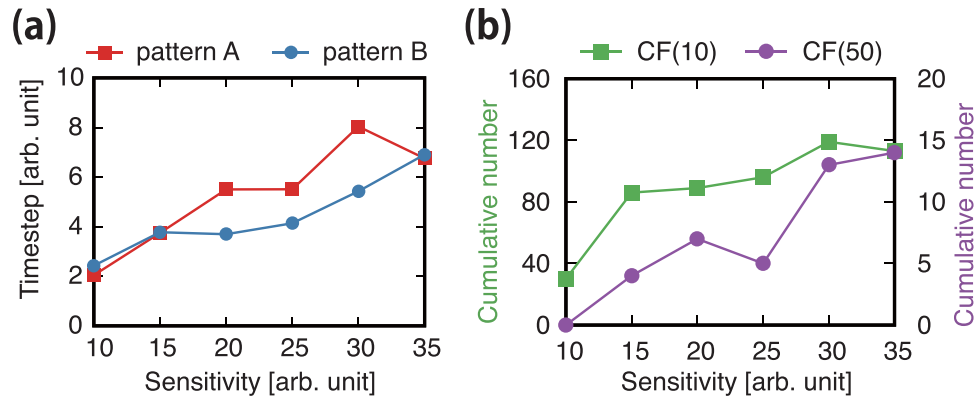 (a)
pattern A
pattern B
Timestep [arb. unit]
10
8
6
4
2
0
10 15 20 25 30 35
Sensitivity [arb. unit]
(b)
CF(10)
CF(50)
Cumulative number
160
120
80
40
0
20
15
10
5
0
Cumulative number
10 15 20 25 30 35
Sensitivity [arb. unit]